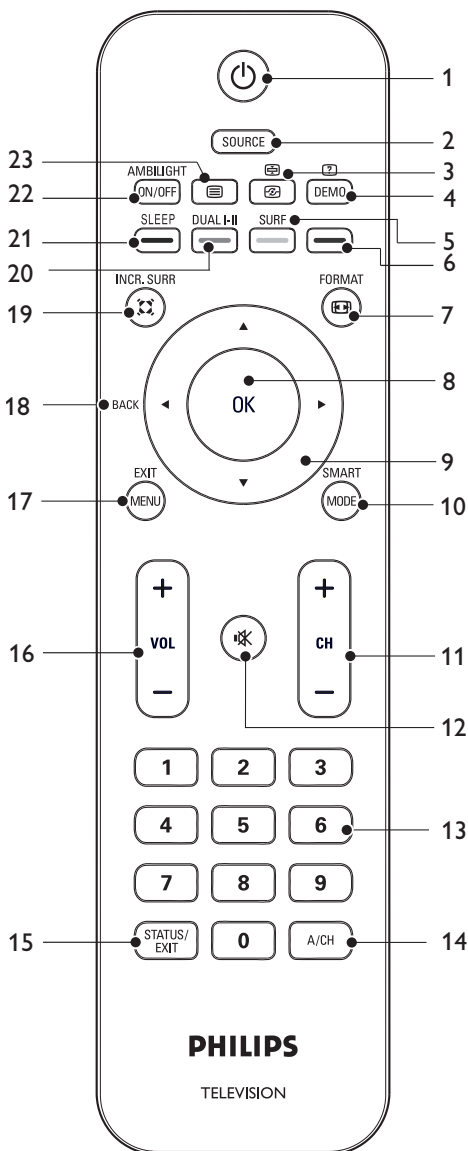 1
SOURCE
2
23
3
AMBILIGHT
?
22
ON/OFF
DEMO
4
SLEEP
DUAL I-II
SURF
5
21
6
20
INCR. SURR
FORMAT
19
7
8
18
BACK
OK
9
EXIT
SMART
17
MENU
MODE
10
+
+
16
VOL
CH
11
−
−
12
1
2
3
4
5
6
13
7
8
9
15
STATUS/
EXIT
0
A/CH
14
PHILIPS
TELEVISION